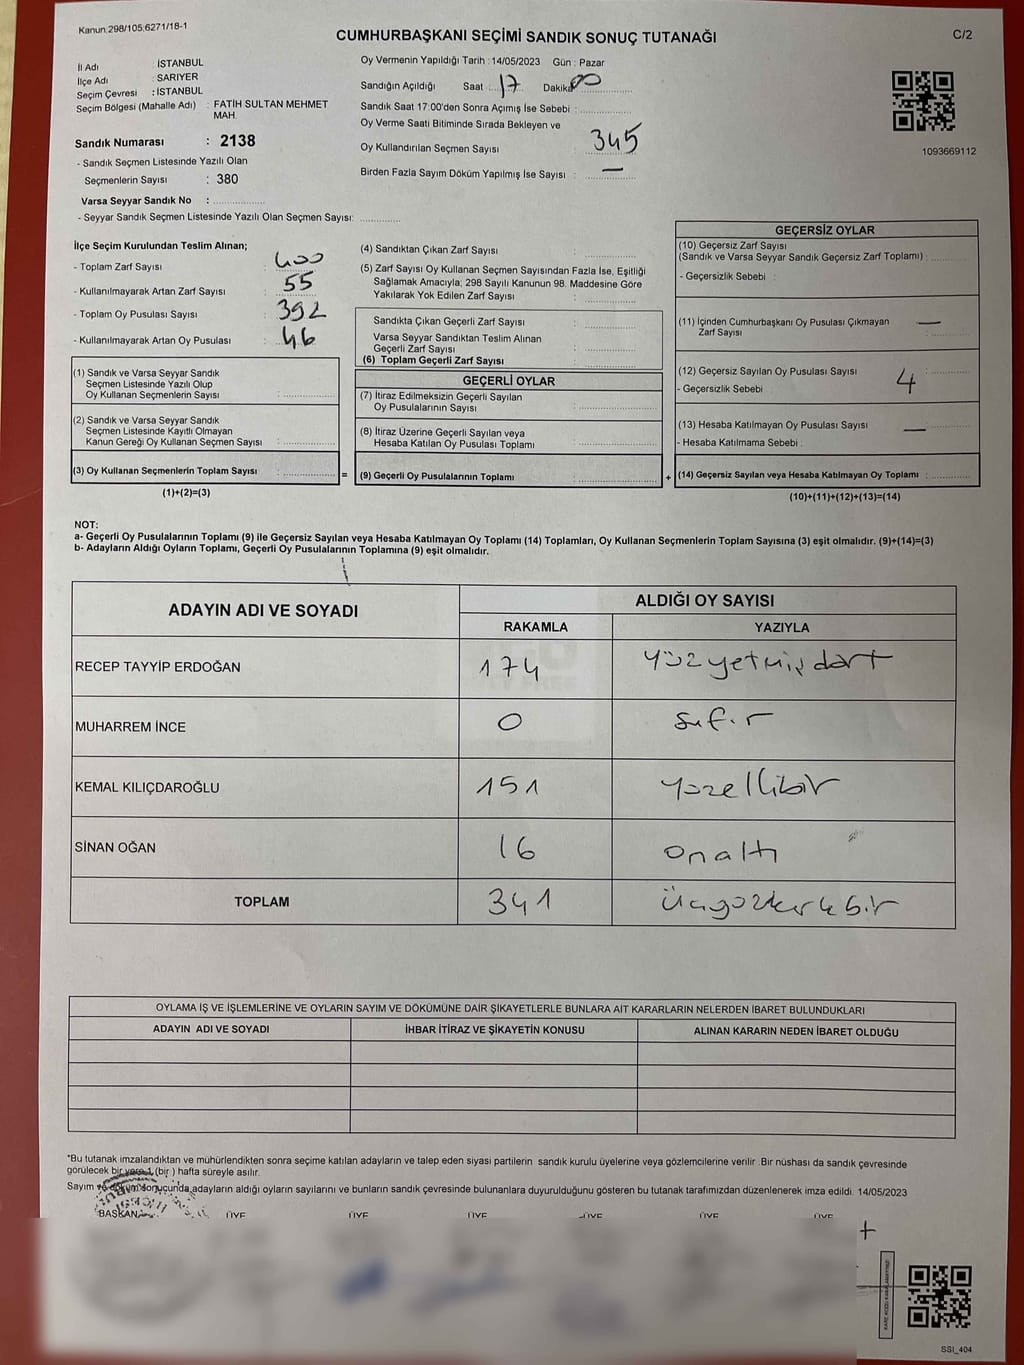 Kanun:298/105;6271/18-1
CUMHURBAŞKANI SEÇİMİ SANDIK SONUÇ TUTANAĞI
C/2
İl Adı : İSTANBUL
İlçe Adı : SARIYER
Seçim Çevresi : İSTANBUL
Seçim Bölgesi (Mahalle Adı) : FATİH SULTAN MEHMET
MAH.
Sandık Numarası : 2138
- Sandık Seçmen Listesinde Yazılı Olan
Seçmenlerin Sayısı : 380
Varsa Seyyar Sandık No :
- Seyyar Sandık Seçmen Listesinde Yazılı Olan Seçmen Sayısı:
Oy Vermenin Yapıldığı Tarih : 14/05/2023 Gün : Pazar
Sandığın Açıldığı Saat 17 Dakika 00
Sandık Saat 17:00'den Sonra Açımış İse Sebebi :
Oy Verme Saati Bitiminde Sırada Bekleyen ve
Oy Kullandırılan Seçmen Sayısı : 345
Birden Fazla Sayım Döküm Yapılmış İse Sayısı : —
1093669112
İlçe Seçim Kurulundan Teslim Alınan;
- Toplam Zarf Sayısı : 400
- Kullanılmayarak Artan Zarf Sayısı : 55
- Toplam Oy Pusulası Sayısı : 392
- Kullanılmayarak Artan Oy Pusulası : 46
(1) Sandık ve Varsa Seyyar Sandık
Seçmen Listesinde Yazılı Olup
Oy Kullanan Seçmenlerin Sayısı :
(2) Sandık ve Varsa Seyyar Sandık
Seçmen Listesinde Kayıtlı Olmayan
Kanun Gereği Oy Kullanan Seçmen Sayısı :
(3) Oy Kullanan Seçmenlerin Toplam Sayısı :
(1)+(2)=(3)
=
(4) Sandıktan Çıkan Zarf Sayısı :
(5) Zarf Sayısı Oy Kullanan Seçmen Sayısından Fazla İse, Eşitliği
Sağlamak Amacıyla; 298 Sayılı Kanunun 98. Maddesine Göre
Yakılarak Yok Edilen Zarf Sayısı :
Sandıkta Çıkan Geçerli Zarf Sayısı :
Varsa Seyyar Sandıktan Teslim Alınan
Geçerli Zarf Sayısı :
(6) Toplam Geçerli Zarf Sayısı :
GEÇERLİ OYLAR
(7) İtiraz Edilmeksizin Geçerli Sayılan
Oy Pusulalarının Sayısı :
(8) İtiraz Üzerine Geçerli Sayılan veya
Hesaba Katılan Oy Pusulası Toplamı :
(9) Geçerli Oy Pusulalarının Toplamı :
+
GEÇERSİZ OYLAR
(10) Geçersiz Zarf Sayısı
(Sandık ve Varsa Seyyar Sandık Geçersiz Zarf Toplamı) :
- Geçersizlik Sebebi :
(11) İçinden Cumhurbaşkanı Oy Pusulası Çıkmayan
Zarf Sayısı : —
(12) Geçersiz Sayılan Oy Pusulası Sayısı : 4
- Geçersizlik Sebebi :
(13) Hesaba Katılmayan Oy Pusulası Sayısı : —
- Hesaba Katılmama Sebebi :
(14) Geçersiz Sayılan veya Hesaba Katılmayan Oy Toplamı :
(10)+(11)+(12)+(13)=(14)
NOT:
a- Geçerli Oy Pusulalarının Toplamı (9) ile Geçersiz Sayılan veya Hesaba Katılmayan Oy Toplamı (14) Toplamları, Oy Kullanan Seçmenlerin Toplam Sayısına (3) eşit olmalıdır. (9)+(14)=(3)
b- Adayların Aldığı Oyların Toplamı, Geçerli Oy Pusulalarının Toplamına (9) eşit olmalıdır.
ADAYIN ADI VE SOYADI
ALDIĞI OY SAYISI
RAKAMLA YAZIYLA
RECEP TAYYİP ERDOĞAN 174 Yüzyetmişdört
MUHARREM İNCE 0 Sıfır
KEMAL KILIÇDAROĞLU 151 Yüzellibir
SİNAN OĞAN 16 onaltı
TOPLAM 341 üçyüzkırkbir
OYLAMA İŞ VE İŞLEMLERİNE VE OYLARIN SAYIM VE DÖKÜMÜNE DAİR ŞİKAYETLERLE BUNLARA AİT KARARLARIN NELERDEN İBARET BULUNDUKLARI
ADAYIN ADI VE SOYADI İHBAR İTİRAZ VE ŞİKAYETİN KONUSU ALINAN KARARIN NEDEN İBARET OLDUĞU
*Bu tutanak imzalandıktan ve mühürlendikten sonra seçime katılan adayların ve talep eden siyasi partilerin sandık kurulu üyelerine veya gözlemcilerine verilir .Bir nüshası da sandık çevresinde
görülecek bir yere 1 (bir ) hafta süreyle asılır.
Sayım ve döküm sonucunda adayların aldığı oyların sayılarını ve bunların sandık çevresinde bulunanlara duyurulduğunu gösteren bu tutanak tarafımızdan düzenlenerek imza edildi. 14/05/2023
BAŞKAN ÜYE ÜYE ÜYE ÜYE ÜYE ÜYE
+
SSI_404